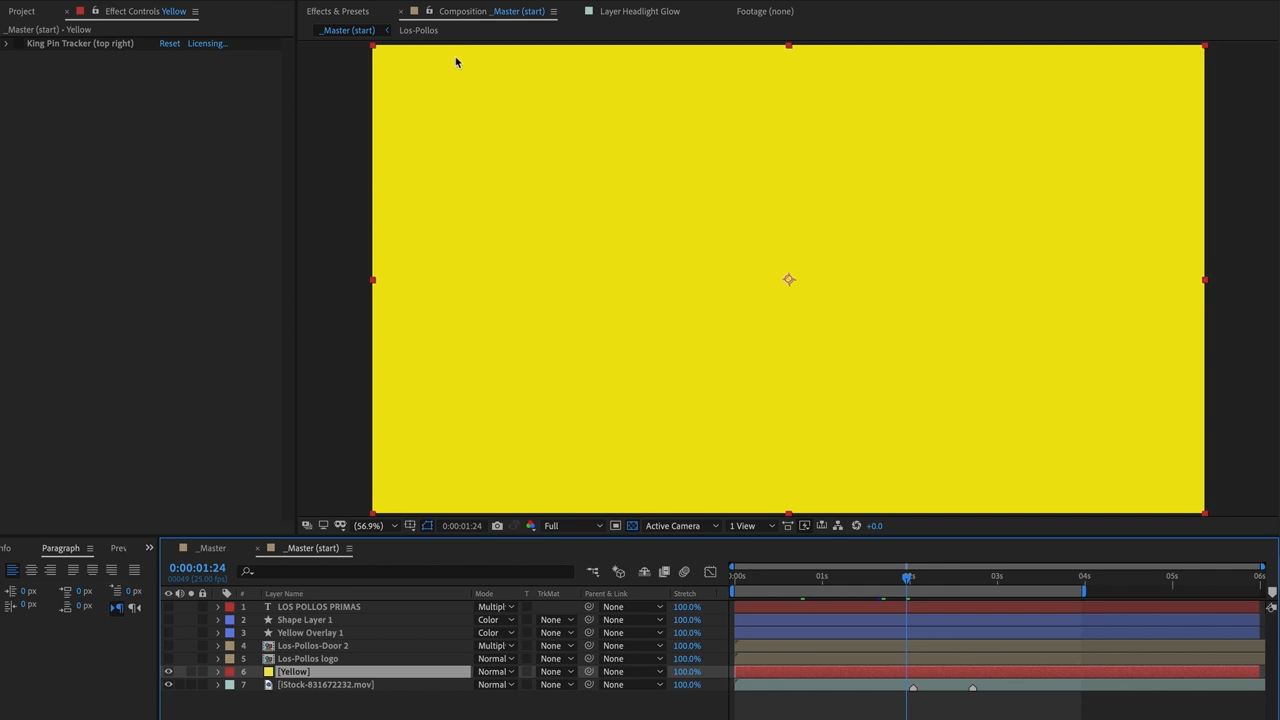 Project × Effect Controls Yellow
_Master (start) • Yellow
King Pin Tracker (top right) Reset Licensing...
Effects & Presets × Composition _Master (start) Layer Headlight Glow Footage (none)
_Master (start) Los-Pollos
(56.9%) 0:00:01:24 Full Active Camera 1 View +0.0
nfo Paragraph Prev
0 px 0 px 0 px
0 px 0 px
_Master × _Master (start)
0:00:01:24
00049 (25.00 fps)
# Layer Name Mode T TrkMat Parent & Link Stretch
:00s 01s 02s 03s 04s 05s 06s
1 T LOS POLLOS PRIMAS Multipl None 100.0%
2 Shape Layer 1 Color None None 100.0%
3 Yellow Overlay 1 Color None None 100.0%
4 Los-Pollos-Door 2 Multipl None None 100.0%
5 Los-Pollos logo Normal None None 100.0%
6 [Yellow] Normal None None 100.0%
7 [iStock-831672232.mov] Normal None None 100.0%